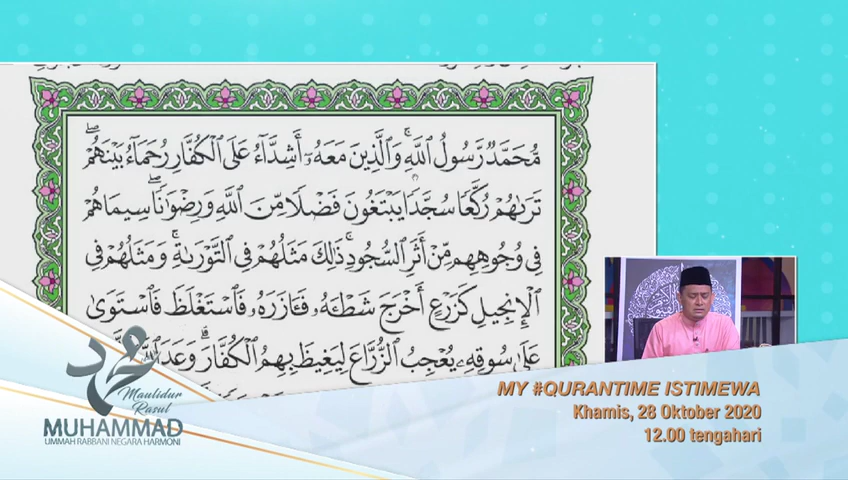 مُّحَمَّدٌ رَّسُولُ ٱللَّهِ ۚ وَٱلَّذِينَ مَعَهُۥٓ أَشِدَّآءُ عَلَى ٱلْكُفَّارِ رُحَمَآءُ بَيْنَهُمْ ۖ
تَرَىٰهُمْ رُكَّعًا سُجَّدًا يَبْتَغُونَ فَضْلًا مِّنَ ٱللَّهِ وَرِضْوَٰنًا ۖ سِيمَاهُمْ
فِى وُجُوهِهِم مِّنْ أَثَرِ ٱلسُّجُودِ ۚ ذَٰلِكَ مَثَلُهُمْ فِى ٱلتَّوْرَىٰةِ ۚ وَمَثَلُهُمْ فِى
ٱلْإِنجِيلِ كَزَرْعٍ أَخْرَجَ شَطْـَٔهُۥ فَـَٔازَرَهُۥ فَٱسْتَغْلَظَ فَٱسْتَوَىٰ
عَلَىٰ سُوقِهِۦ يُعْجِبُ ٱلزُّرَّاعَ لِيَغِيظَ بِهِمُ ٱلْكُفَّارَ ۗ وَعَدَ ٱللَّهُ
محمد
Maulidur
Rasul
MUHAMMAD
UMMAH RABBANI NEGARA HARMONI
MY #QURANTIME ISTIMEWA
Khamis, 28 Oktober 2020
12.00 tengahari